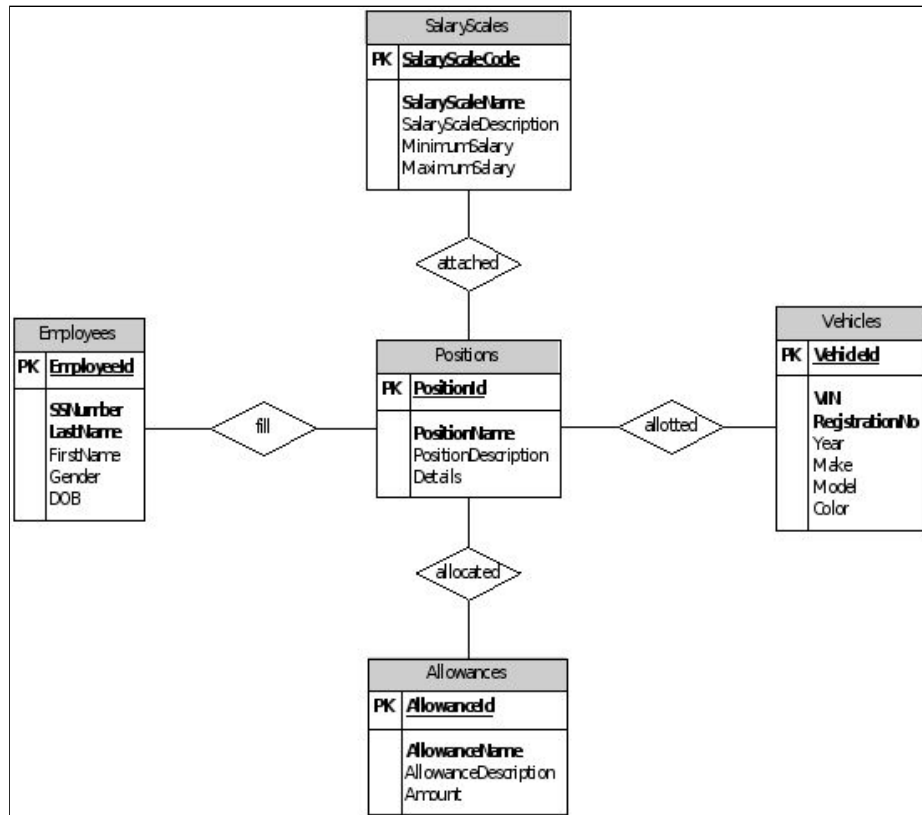 SalaryScales
PK SalaryScaleCode
SalaryScaleName
SalaryScaleDescription
MinimumSalary
MaximumSalary
attached
Employees
PK EmployeeId
SSNumber
LastName
FirstName
Gender
DOB
fill
Positions
PK PositionId
PositionName
PositionDescription
Details
allotted
Vehicles
PK VehicleId
VIN
RegistrationNo
Year
Make
Model
Color
allocated
Allowances
PK AllowanceId
AllowanceName
AllowanceDescription
Amount